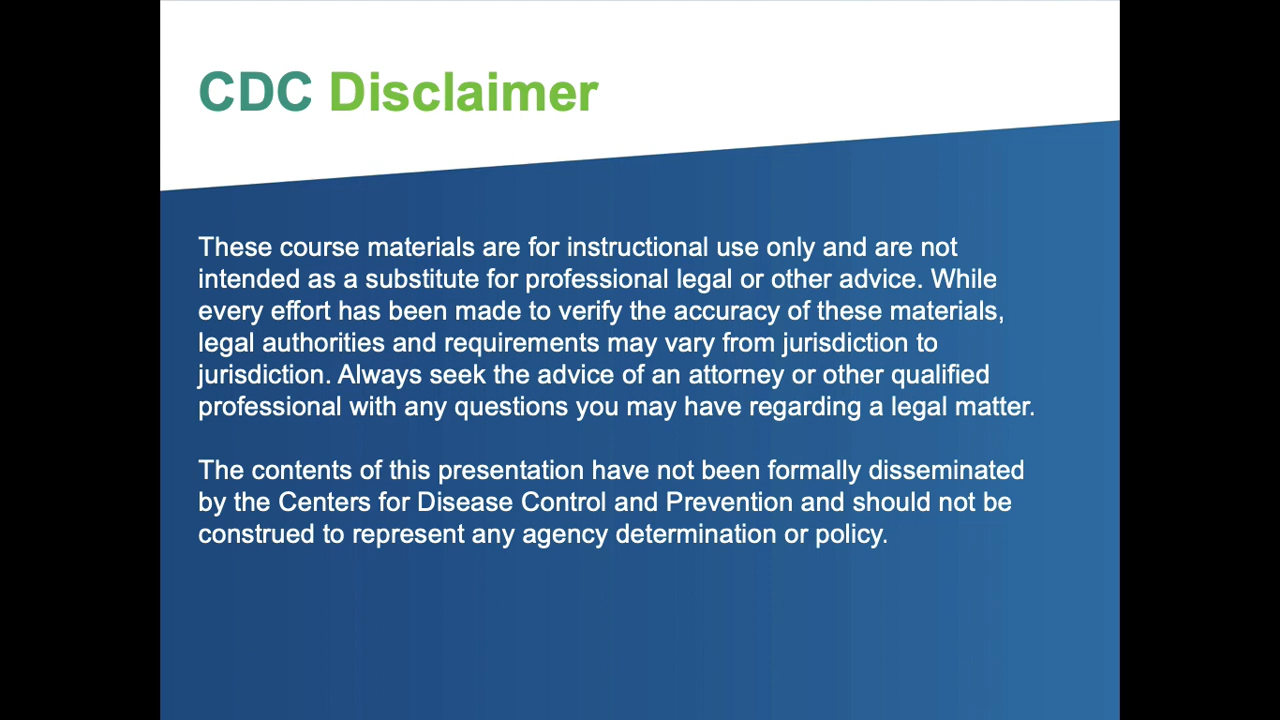 CDC Disclaimer
These course materials are for instructional use only and are not
intended as a substitute for professional legal or other advice. While
every effort has been made to verify the accuracy of these materials,
legal authorities and requirements may vary from jurisdiction to
jurisdiction. Always seek the advice of an attorney or other qualified
professional with any questions you may have regarding a legal matter.
The contents of this presentation have not been formally disseminated
by the Centers for Disease Control and Prevention and should not be
construed to represent any agency determination or policy.